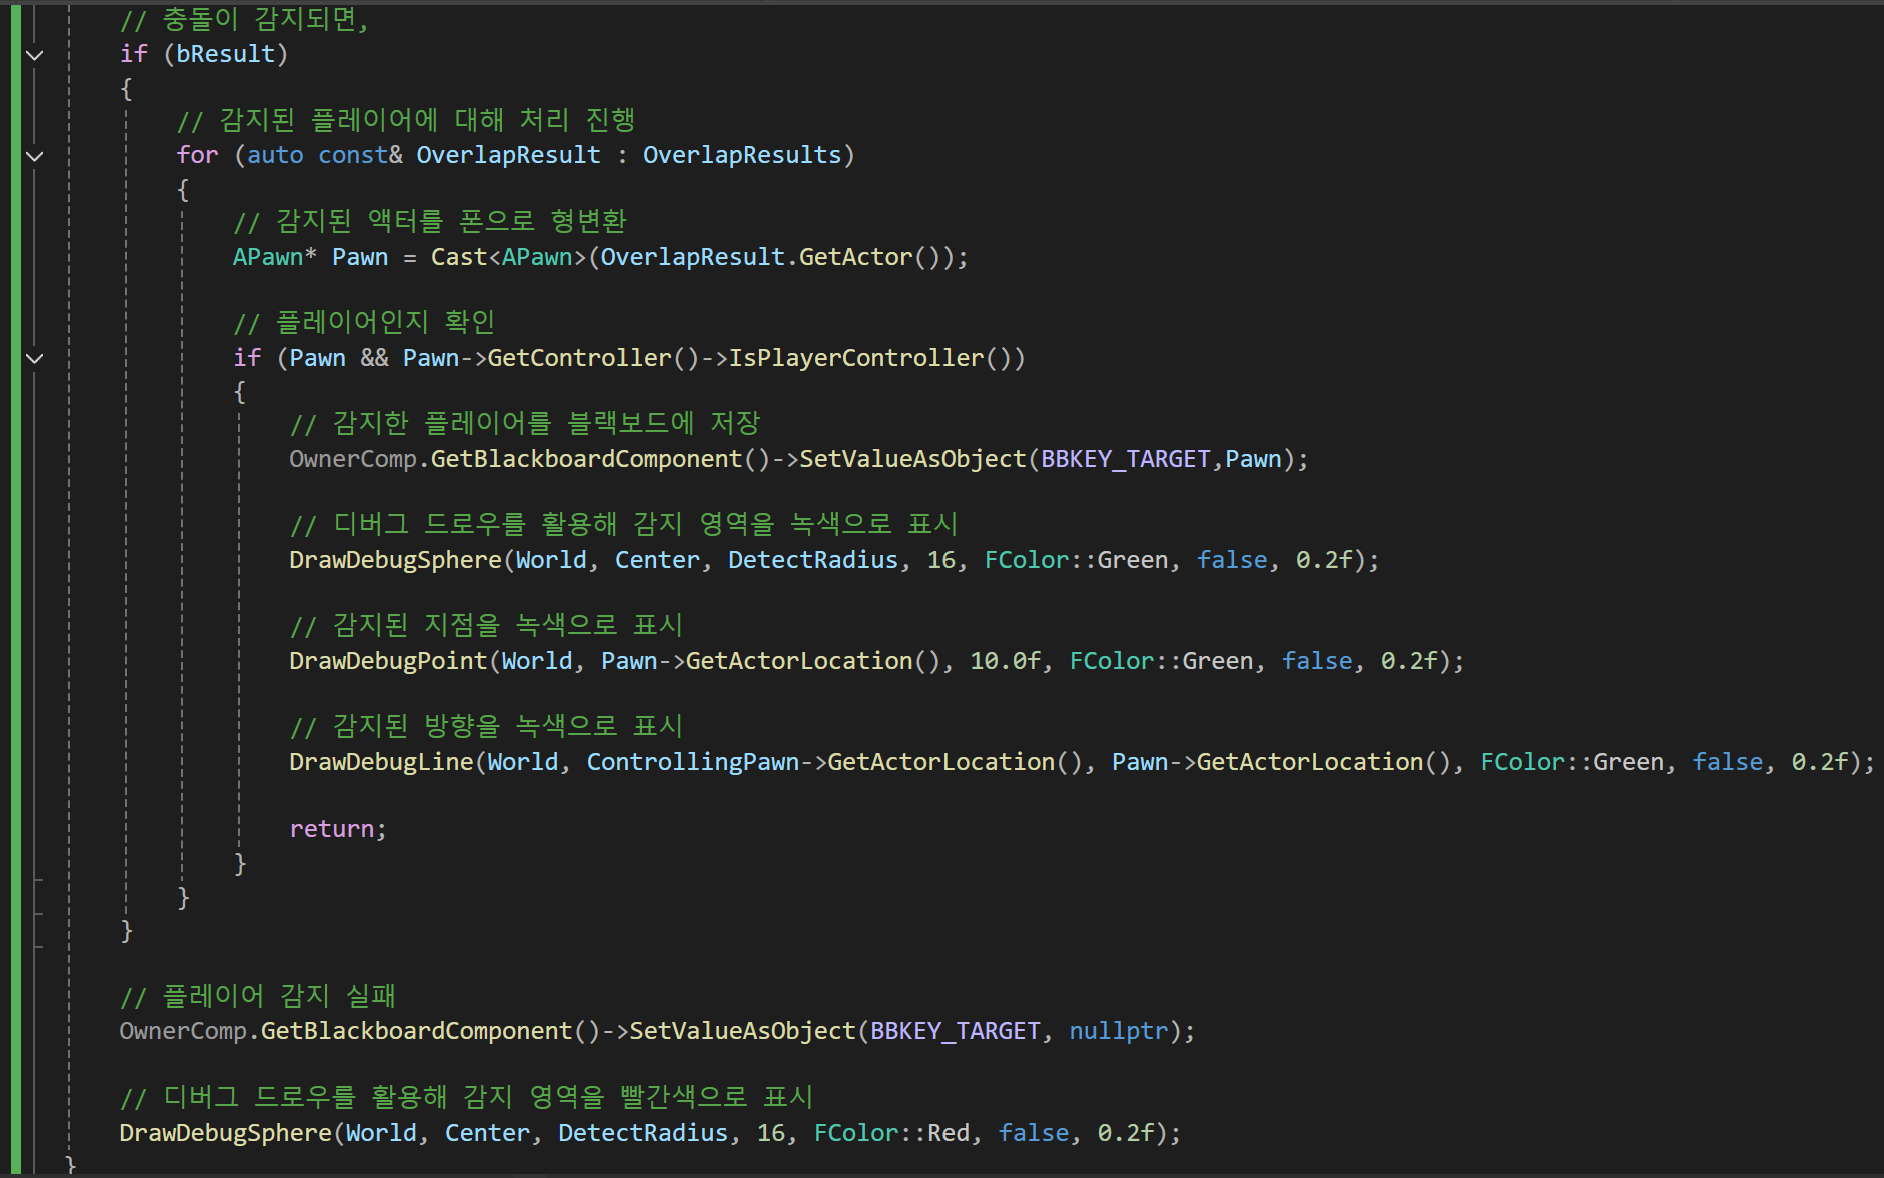 // 충돌이 감지되면,
if (bResult)
{
// 감지된 플레이어에 대해 처리 진행
for (auto const& OverlapResult : OverlapResults)
{
// 감지된 액터를 폰으로 형변환
APawn* Pawn = Cast<APawn>(OverlapResult.GetActor());
// 플레이어인지 확인
if (Pawn && Pawn->GetController()->IsPlayerController())
{
// 감지한 플레이어를 블랙보드에 저장
OwnerComp.GetBlackboardComponent()->SetValueAsObject(BBKEY_TARGET,Pawn);
// 디버그 드로우를 활용해 감지 영역을 녹색으로 표시
DrawDebugSphere(World, Center, DetectRadius, 16, FColor::Green, false, 0.2f);
// 감지된 지점을 녹색으로 표시
DrawDebugPoint(World, Pawn->GetActorLocation(), 10.0f, FColor::Green, false, 0.2f);
// 감지된 방향을 녹색으로 표시
DrawDebugLine(World, ControllingPawn->GetActorLocation(), Pawn->GetActorLocation(), FColor::Green, false, 0.2f);
return;
}
}
}
// 플레이어 감지 실패
OwnerComp.GetBlackboardComponent()->SetValueAsObject(BBKEY_TARGET, nullptr);
// 디버그 드로우를 활용해 감지 영역을 빨간색으로 표시
DrawDebugSphere(World, Center, DetectRadius, 16, FColor::Red, false, 0.2f);
}